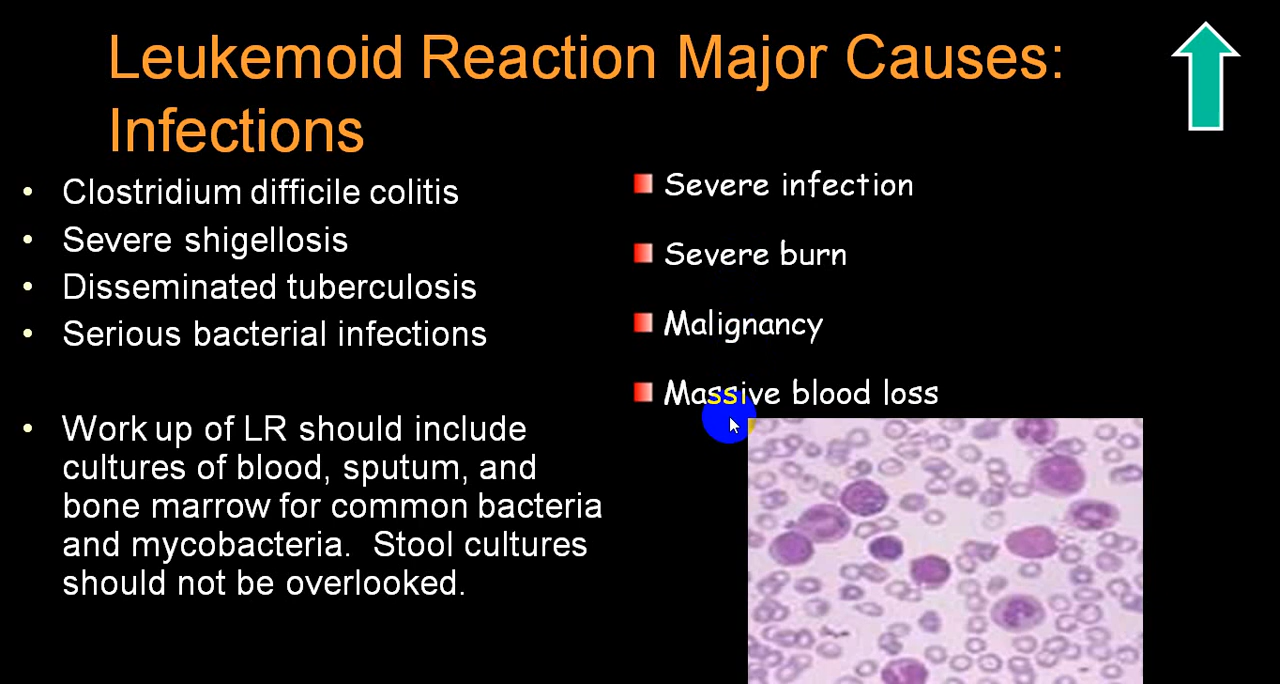 Leukemoid Reaction Major Causes:
Infections
• Clostridium difficile colitis
• Severe shigellosis
• Disseminated tuberculosis
• Serious bacterial infections
• Work up of LR should include
cultures of blood, sputum, and
bone marrow for common bacteria
and mycobacteria. Stool cultures
should not be overlooked.
Severe infection
Severe burn
Malignancy
Massive blood loss